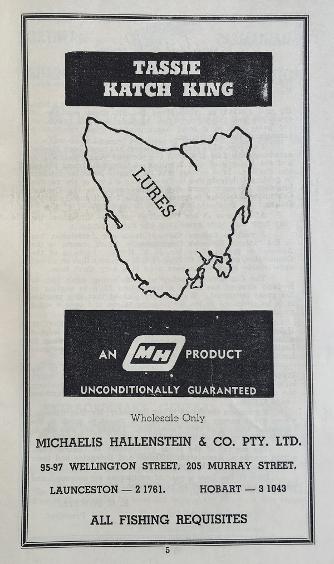 TASSIE
KATCH KING
LURES
AN MH PRODUCT
UNCONDITIONALLY GUARANTEED
Wholesale Only
MICHAELIS HALLENSTEIN & CO. PTY. LTD.
95-97 WELLINGTON STREET, 205 MURRAY STREET,
LAUNCESTON — 2 1761. HOBART — 3 1043
ALL FISHING REQUISITES
5